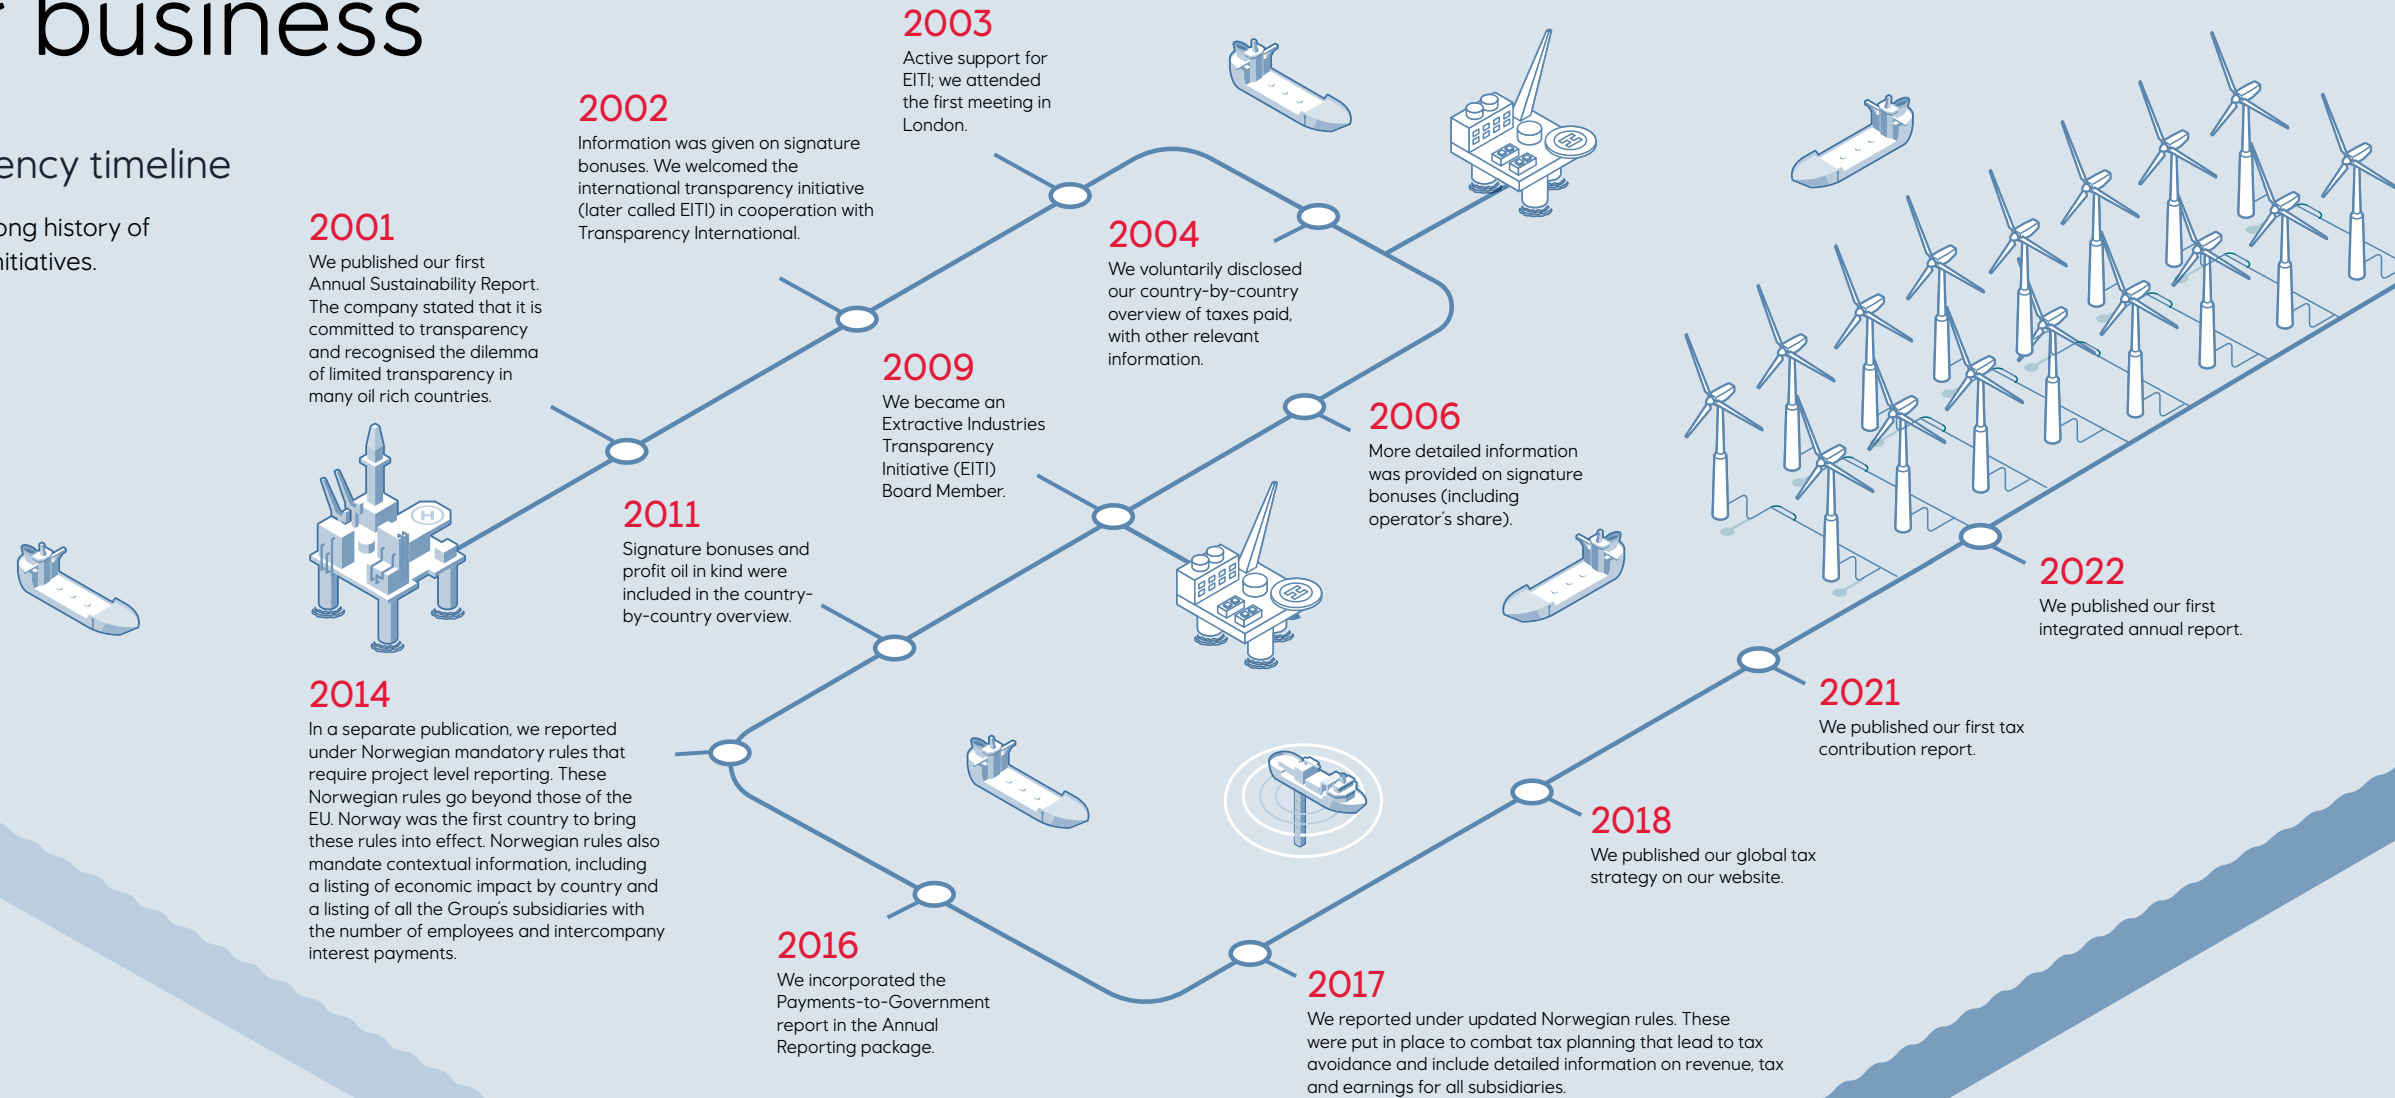 business
timeline
history of
2001
We published our first
Annual Sustainability Report.
The company stated that it is
committed to transparency
and recognised the dilemma
of limited transparency in
many oil rich countries.
2002
Information was given on signature
bonuses. We welcomed the
international transparency initiative
(later called EITI) in cooperation with
Transparency International.
2003
Active support for
EITI; we attended
the first meeting in
London.
2004
We voluntarily disclosed
our country-by-country
overview of taxes paid,
with other relevant
information.
2006
More detailed information
was provided on signature
bonuses (including
operator's share).
2009
We became an
Extractive Industries
Transparency
Initiative (EITI)
Board Member.
2011
Signature bonuses and
profit oil in kind were
included in the country-
by-country overview.
2014
In a separate publication, we reported
under Norwegian mandatory rules that
require project level reporting. These
Norwegian rules go beyond those of the
EU. Norway was the first country to bring
these rules into effect. Norwegian rules also
mandate contextual information, including
a listing of economic impact by country and
a listing of all the Group's subsidiaries with
the number of employees and intercompany
interest payments.
2016
We incorporated the
Payments-to-Government
report in the Annual
Reporting package.
2017
We reported under updated Norwegian rules. These
were put in place to combat tax planning that lead to tax
avoidance and include detailed information on revenue, tax
and earnings for all subsidiaries.
2018
We published our global tax
strategy on our website.
2021
We published our first tax
contribution report.
2022
We published our first
integrated annual report.
H
H
H